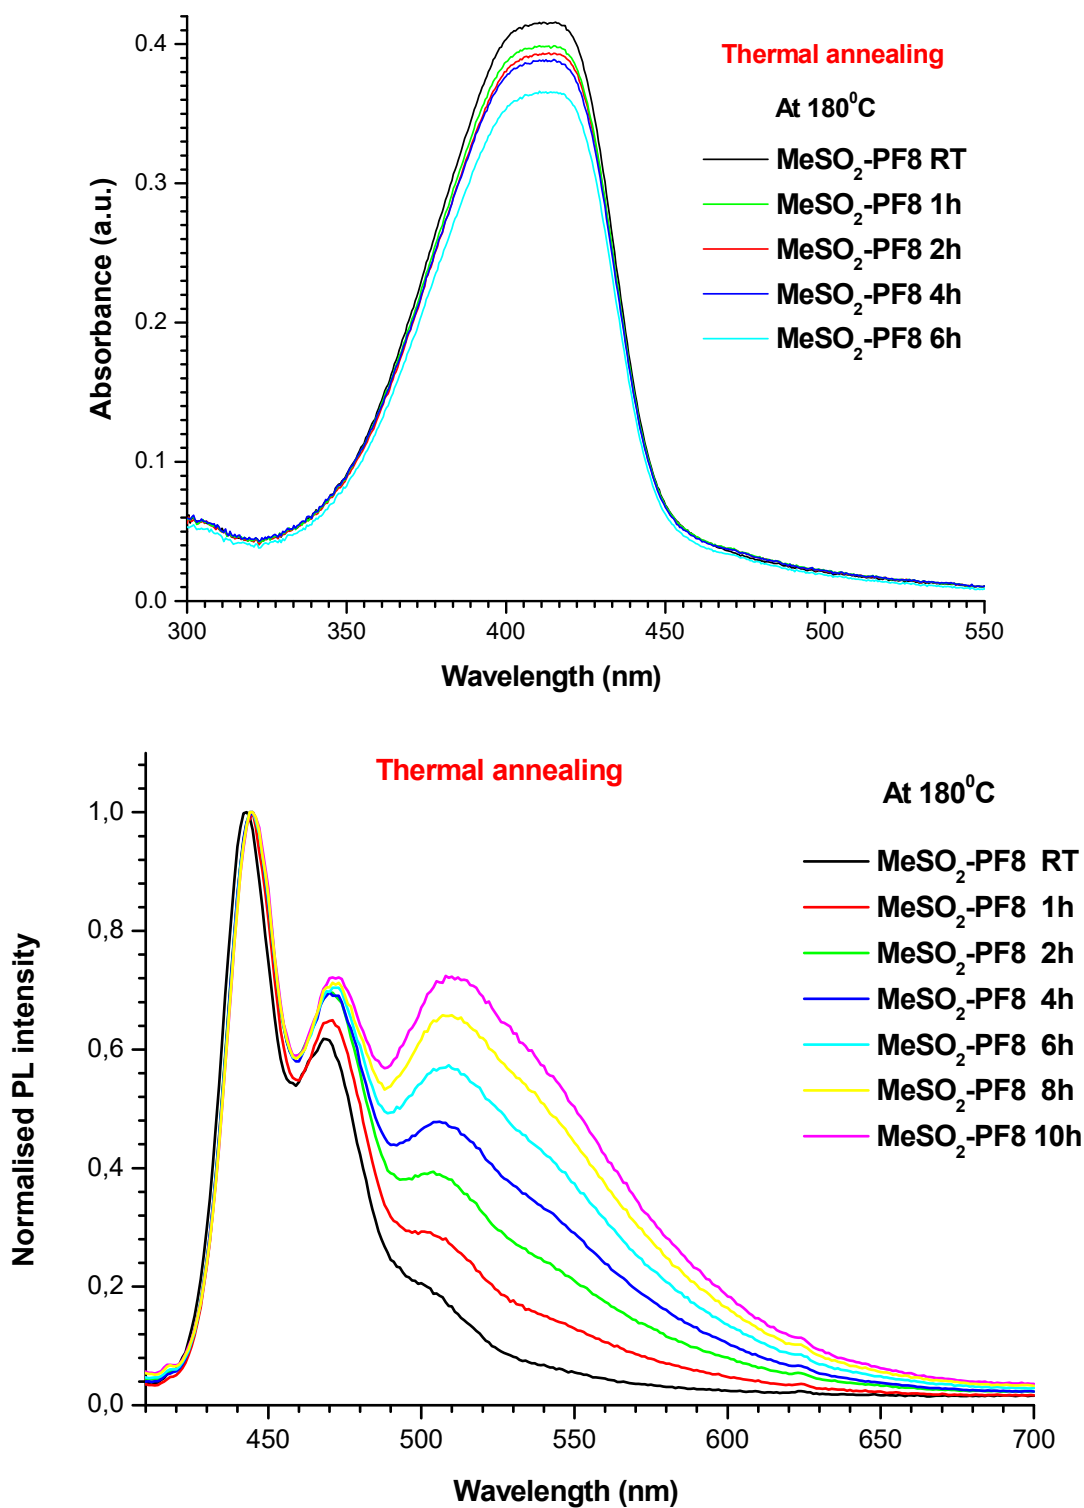 Thermal annealing
At 180⁰C
MeSO₂-PF8 RT
MeSO₂-PF8 1h
MeSO₂-PF8 2h
MeSO₂-PF8 4h
MeSO₂-PF8 6h
Absorbance (a.u.)
0.4
0.3
0.2
0.1
0.0
300 350 400 450 500 550
Wavelength (nm)
Thermal annealing
At 180⁰C
MeSO₂-PF8 RT
MeSO₂-PF8 1h
MeSO₂-PF8 2h
MeSO₂-PF8 4h
MeSO₂-PF8 6h
MeSO₂-PF8 8h
MeSO₂-PF8 10h
Normalised PL intensity
1,0
0,8
0,6
0,4
0,2
0,0
450 500 550 600 650 700
Wavelength (nm)